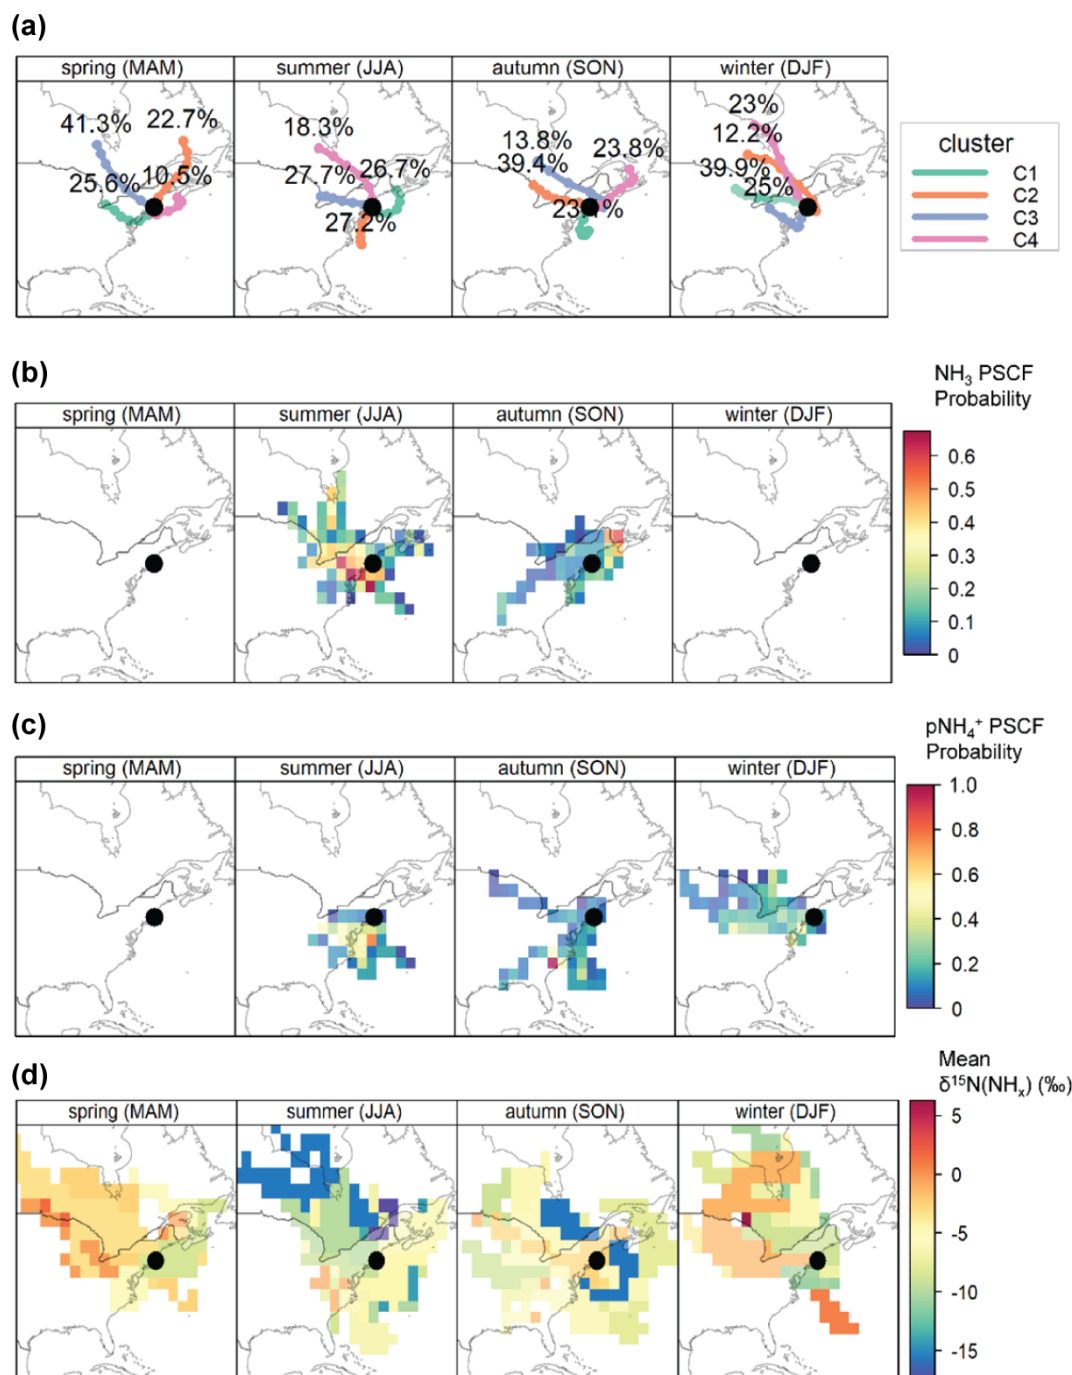 (a)
spring (MAM) summer (JJA) autumn (SON) winter (DJF)
41.3% 22.7% 25.6% 10.5%
18.3% 27.7% 26.7% 27.2%
13.8% 39.4% 23.8%
23% 12.2% 39.9% 25%
cluster
C1
C2
C3
C4
(b)
NH₃ PSCF
Probability
spring (MAM) summer (JJA) autumn (SON) winter (DJF)
0.6
0.5
0.4
0.3
0.2
0.1
0
(c)
pNH₄⁺ PSCF
Probability
spring (MAM) summer (JJA) autumn (SON) winter (DJF)
1.0
0.8
0.6
0.4
0.2
0
(d)
Mean
δ¹⁵N(NHₓ) (‰)
spring (MAM) summer (JJA) autumn (SON) winter (DJF)
5
0
-5
-10
-15